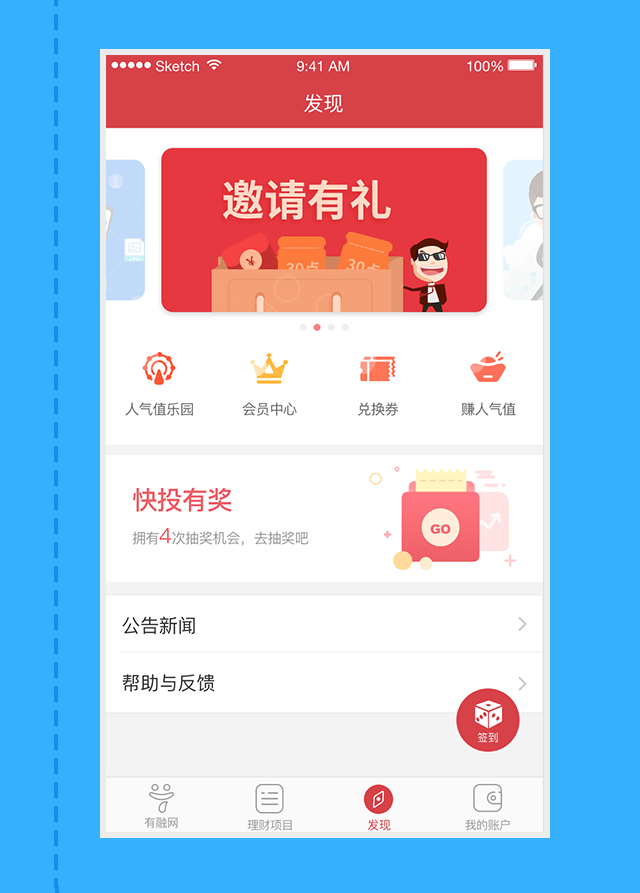 Sketch 9:41 AM 100%
发现
邀请有礼
¥ 30点 30点
人气值乐园 会员中心 兑换券 赚人气值
快投有奖
拥有4次抽奖机会，去抽奖吧
GO
公告新闻
帮助与反馈
签到
有融网 理财项目 发现 我的账户